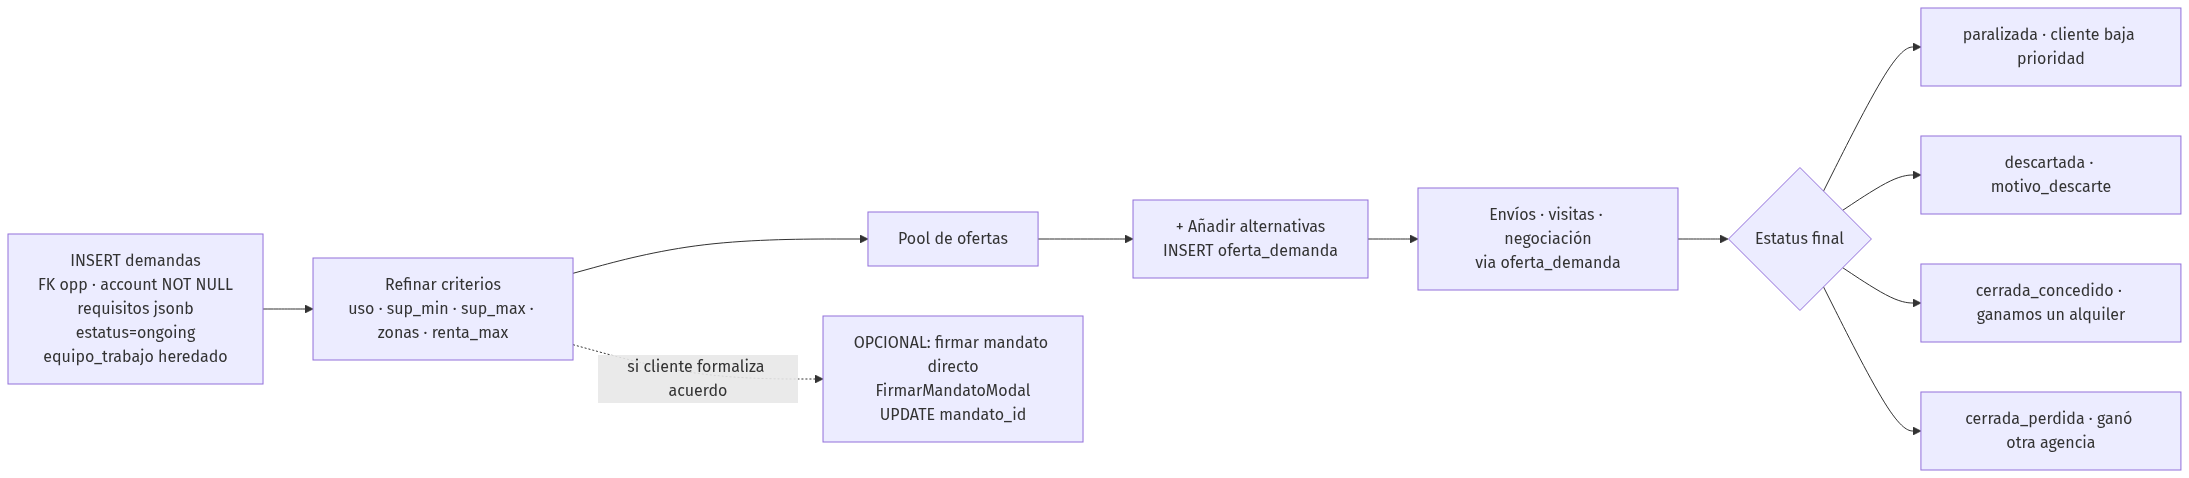 INSERT demandas
FK opp · account NOT NULL
requisitos jsonb
estatus=ongoing
equipo_trabajo heredado
Refinar criterios
uso · sup_min · sup_max ·
zonas · renta_max
si cliente formaliza
acuerdo
Pool de ofertas
OPCIONAL: firmar mandato
directo
FirmarMandatoModal
UPDATE mandato_id
+ Añadir alternativas
INSERT oferta_demanda
Envíos · visitas ·
negociación
via oferta_demanda
Estatus final
paralizada · cliente baja
prioridad
descartada ·
motivo_descarte
cerrada_concedido ·
ganamos un alquiler
cerrada_perdida · ganó
otra agencia